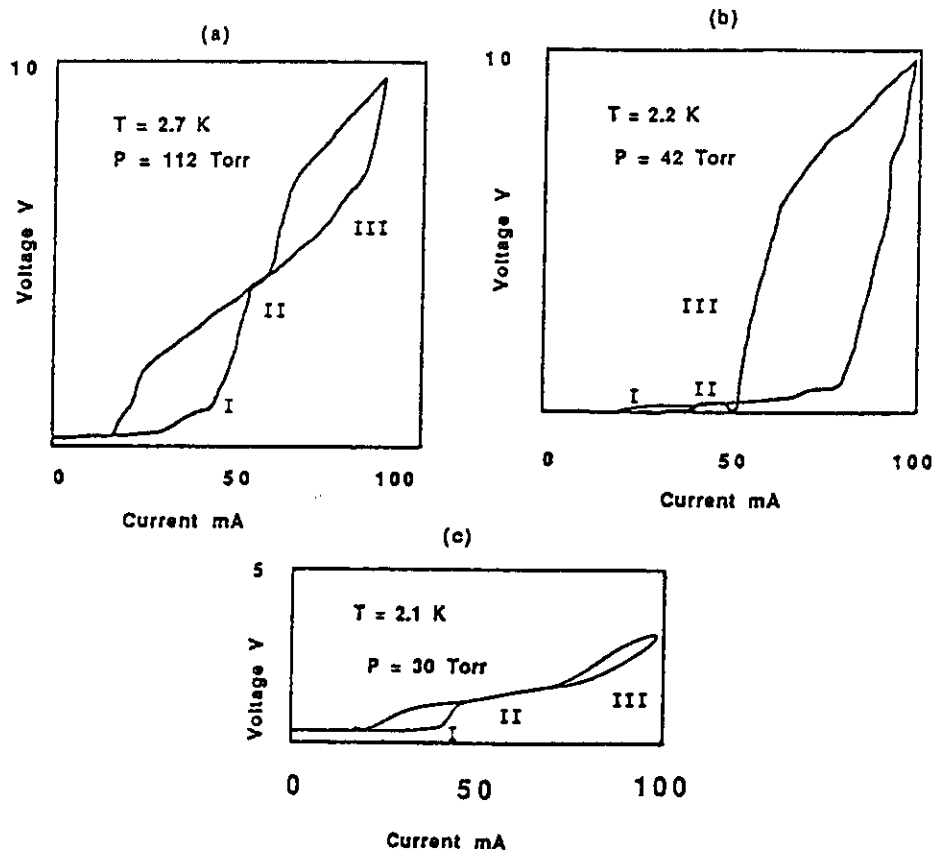 (a)
10
T = 2.7 K
P = 112 Torr
III
II
I
Voltage V
0 50 100
Current mA
(b)
10
T = 2.2 K
P = 42 Torr
III
II
I
Voltage V
0 50 100
Current mA
(c)
5
T = 2.1 K
P = 30 Torr
III
II
I
Voltage V
0 50 100
Current mA